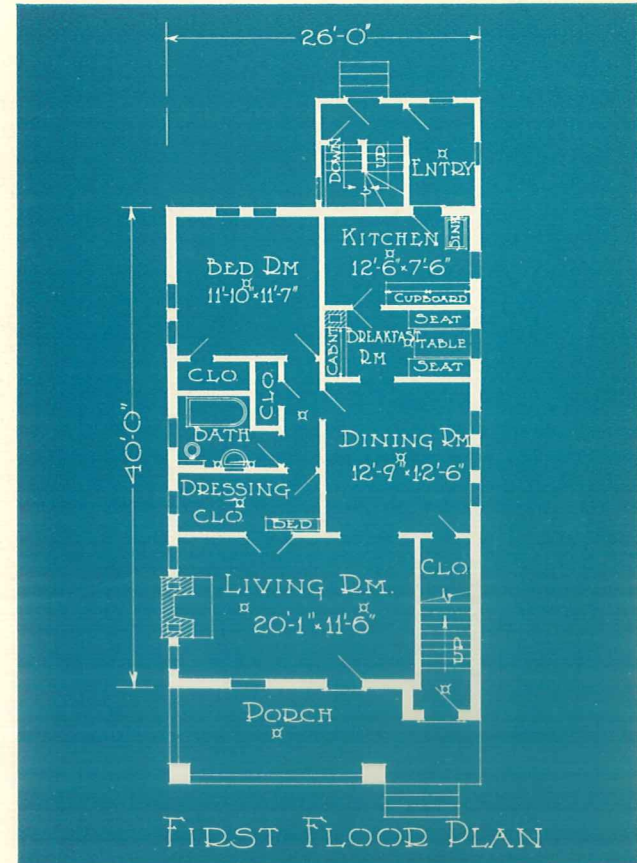 26'-0"
DOWN
UP
ENTRY
KITCHEN
12'-6"x7'-6"
SINK
BED RM
11'-10"x11'-7"
CUPBOARD
SEAT
TABLE
SEAT
CAB'NT
BREAKFAST
RM
CLO.
CLO.
BATH
40'-0"
DINING RM
12'-9"x12'-6"
DRESSING
CLO.
BED
LIVING RM.
20'-1"x11'-6"
CLO.
UP
PORCH
FIRST FLOOR PLAN